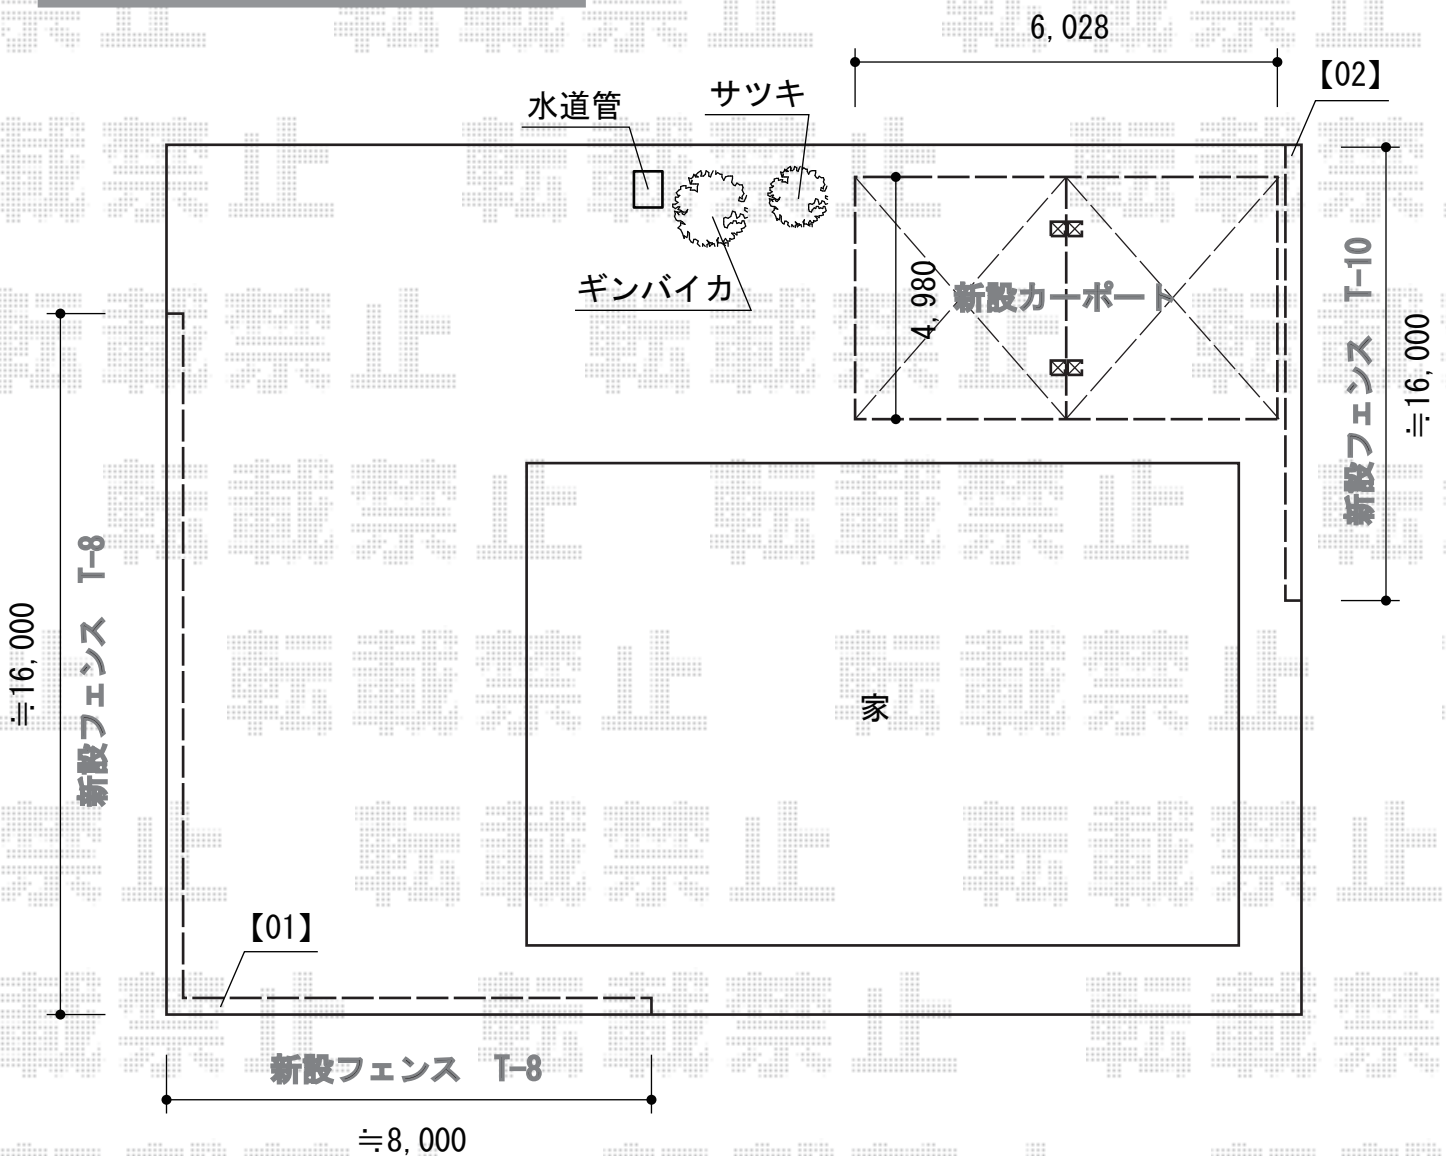 6,028
【02】
水道管
サツキ
ギンバイカ
4,980
新設カーポート
新設フェンス T-10
≒16,000
新設フェンス T-8
≒16,000
家
【01】
新設フェンス T-8
≒8,000
転載禁止